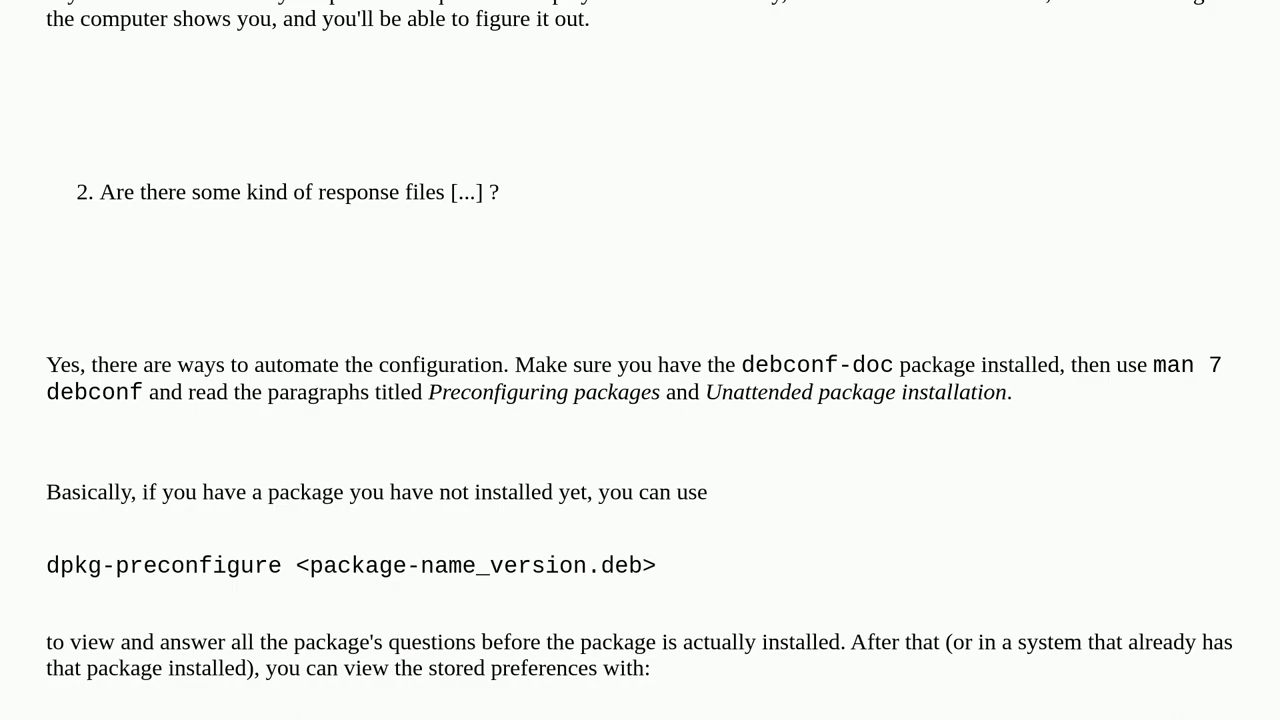 the computer shows you, and you'll be able to figure it out.
2. Are there some kind of response files [...] ?
Yes, there are ways to automate the configuration. Make sure you have the debconf-doc package installed, then use man 7
debconf and read the paragraphs titled Preconfiguring packages and Unattended package installation.
Basically, if you have a package you have not installed yet, you can use
dpkg-preconfigure <package-name_version.deb>
to view and answer all the package's questions before the package is actually installed. After that (or in a system that already has
that package installed), you can view the stored preferences with: